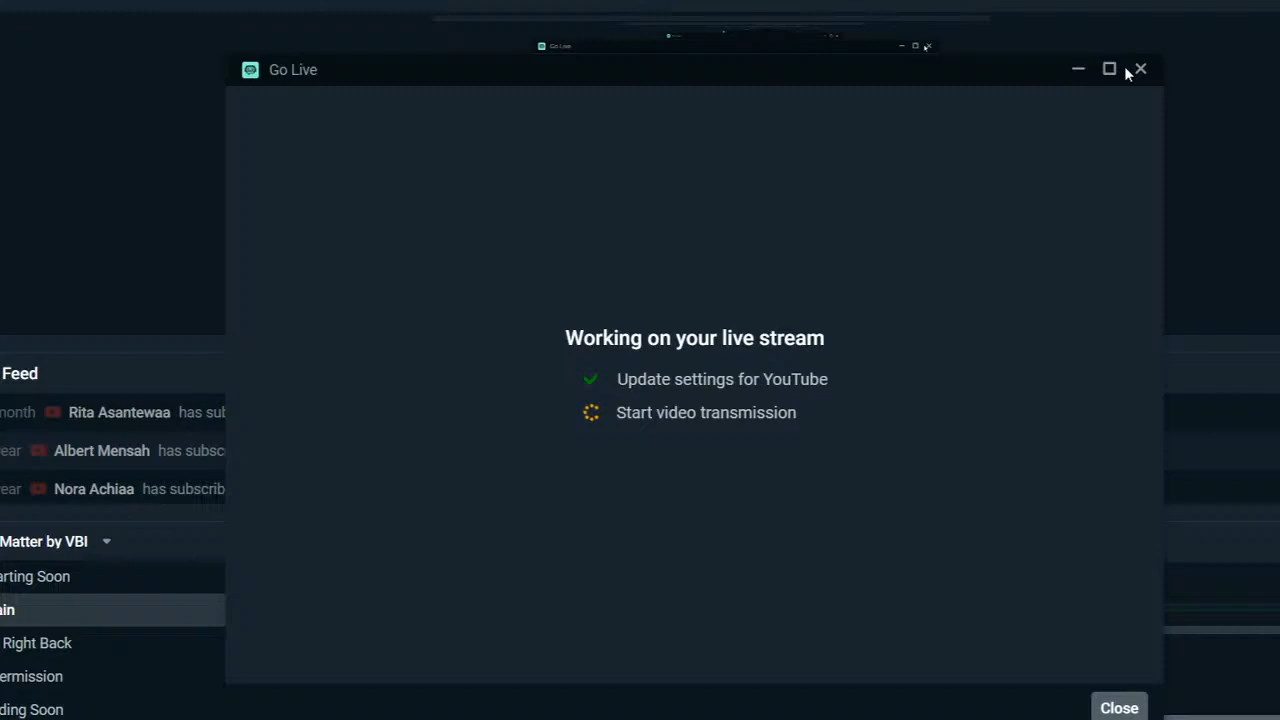 Go Live
Go Live
Working on your live stream
Update settings for YouTube
Start video transmission
Feed
month Rita Asantewaa has sub
ear Albert Mensah has subsc
ear Nora Achiaa has subscrib
Matter by VBI
arting Soon
ain
Right Back
ermission
ding Soon
Close